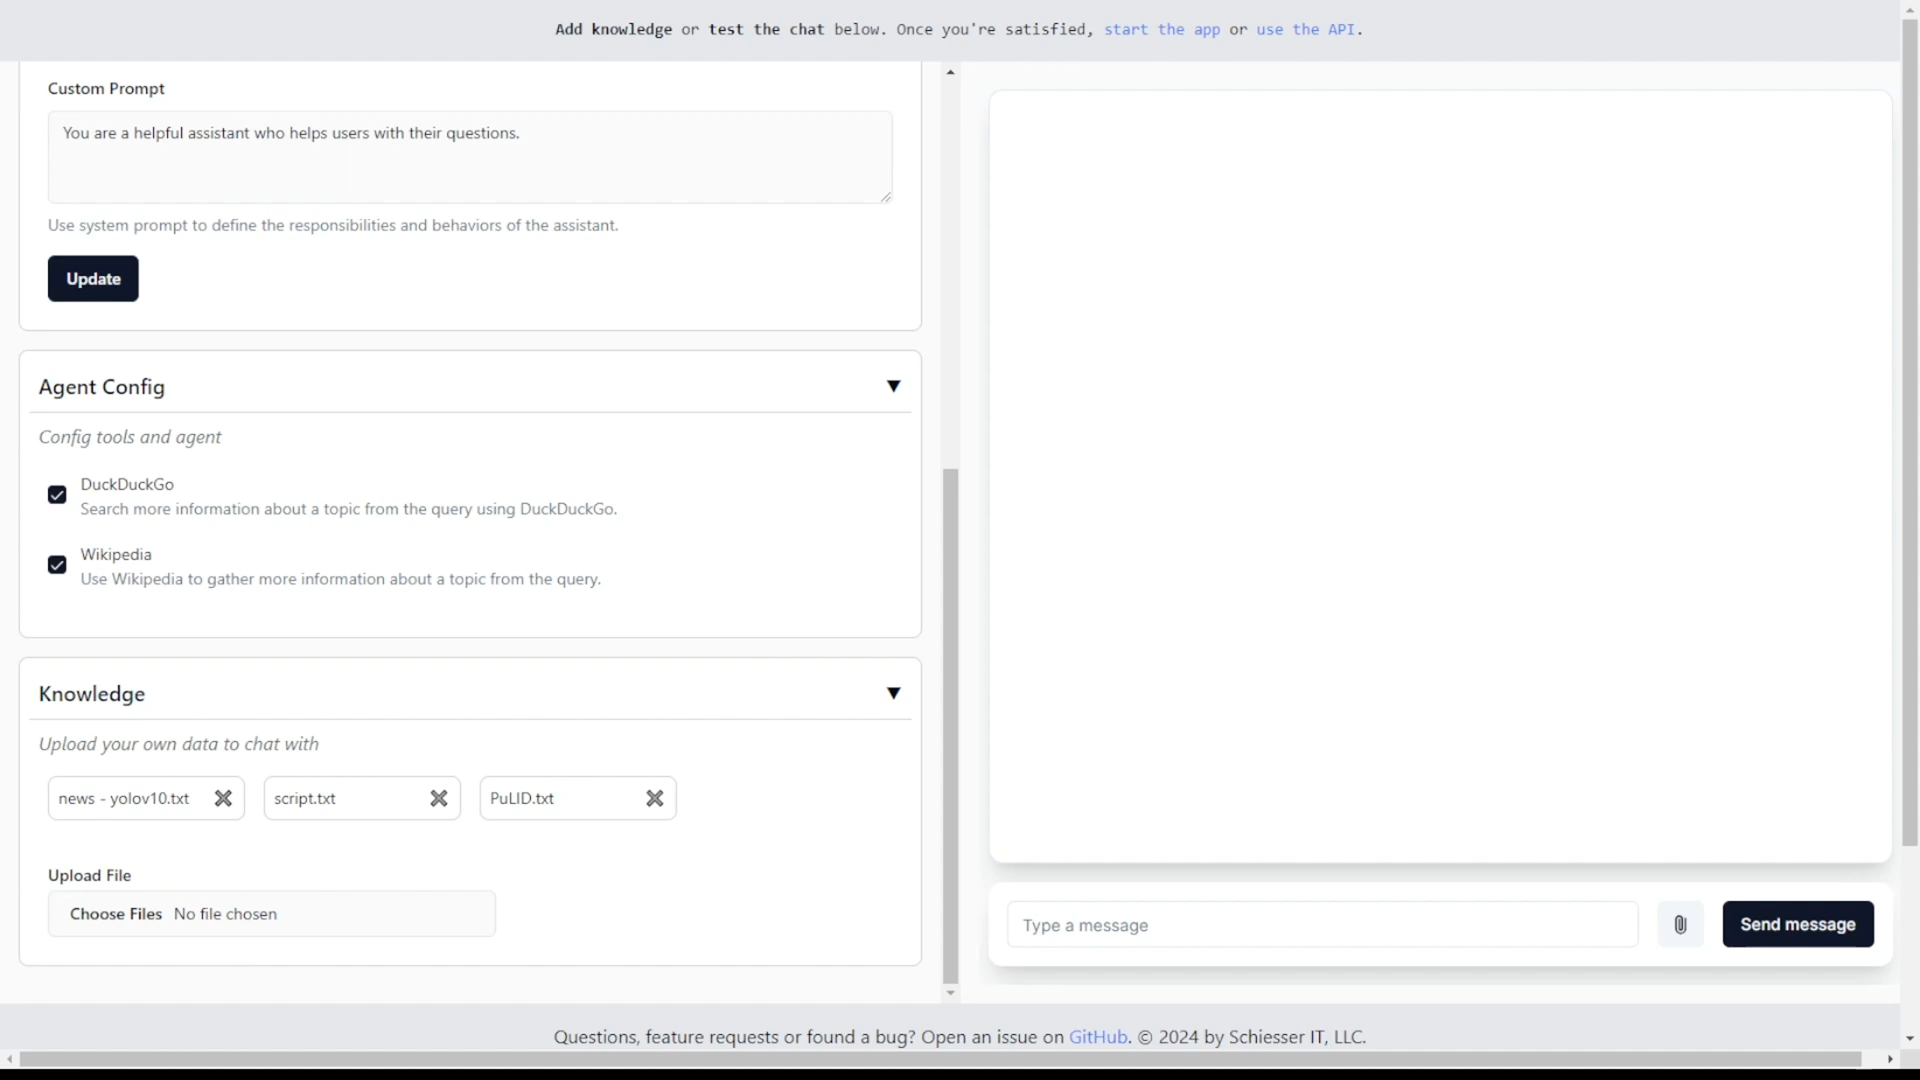 Add knowledge or test the chat below. Once you're satisfied, start the app or use the API.
Custom Prompt
You are a helpful assistant who helps users with their questions.
Use system prompt to define the responsibilities and behaviors of the assistant.
Update
Agent Config
Config tools and agent
DuckDuckGo
Search more information about a topic from the query using DuckDuckGo.
Wikipedia
Use Wikipedia to gather more information about a topic from the query.
Knowledge
Upload your own data to chat with
news - yolov10.txt
script.txt
PuLID.txt
Upload File
Choose Files No file chosen
Type a message
Send message
Questions, feature requests or found a bug? Open an issue on GitHub. © 2024 by Schiesser IT, LLC.